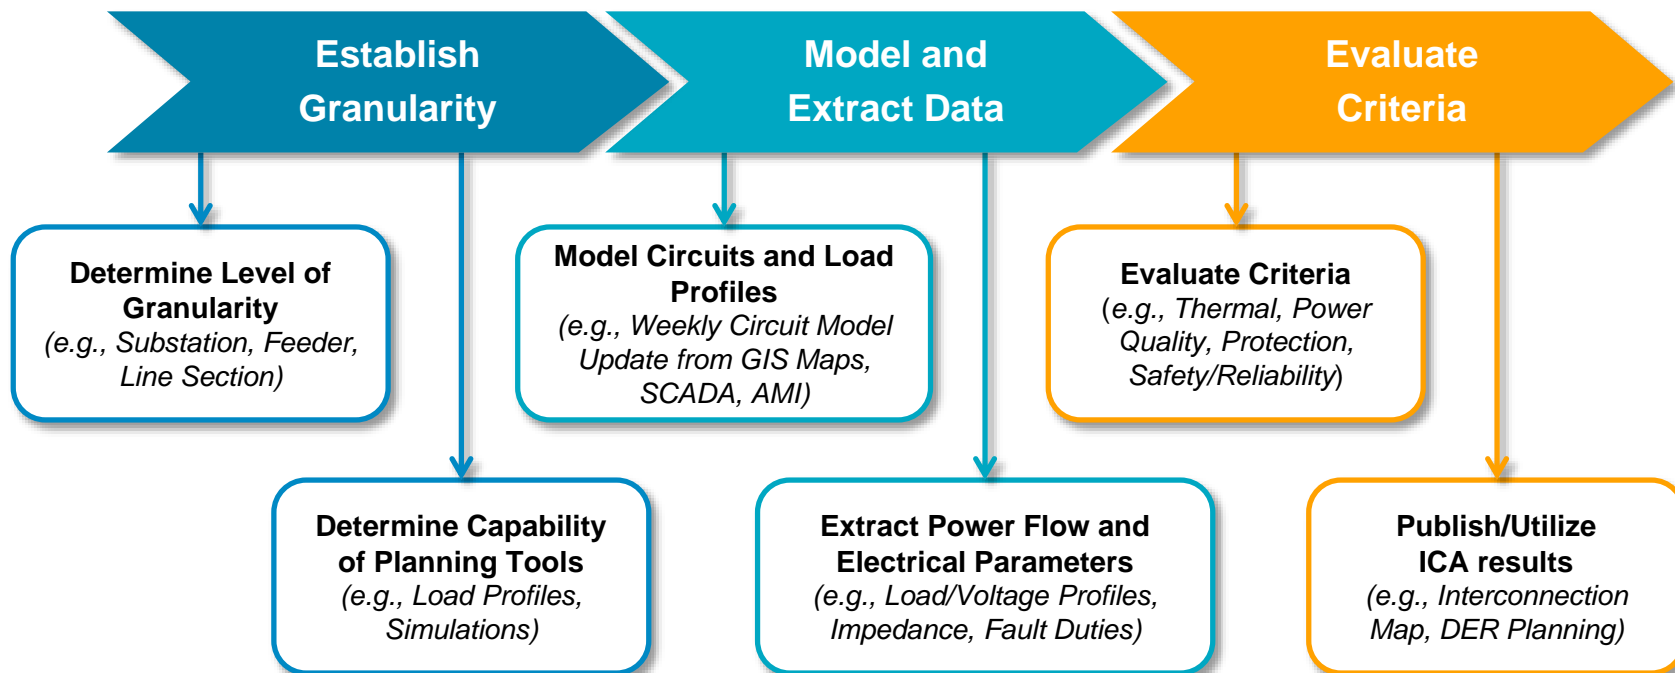 Establish
Granularity
Model and
Extract Data
Evaluate
Criteria
Determine Level of
Granularity
(e.g., Substation, Feeder,
Line Section)
Model Circuits and Load
Profiles
(e.g., Weekly Circuit Model
Update from GIS Maps,
SCADA, AMI)
Evaluate Criteria
(e.g., Thermal, Power
Quality, Protection,
Safety/Reliability)
Determine Capability
of Planning Tools
(e.g., Load Profiles,
Simulations)
Extract Power Flow and
Electrical Parameters
(e.g., Load/Voltage Profiles,
Impedance, Fault Duties)
Publish/Utilize
ICA results
(e.g., Interconnection
Map, DER Planning)